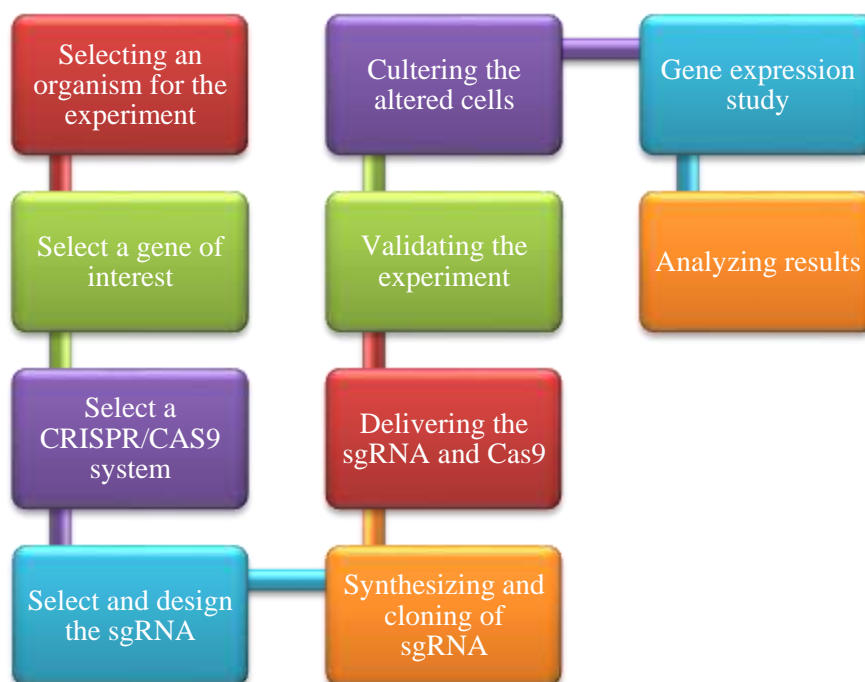 Selecting an
organism for the
experiment
Select a gene of
interest
Select a
CRISPR/CAS9
system
Select and design
the sgRNA
Synthesizing and
cloning of
sgRNA
Delivering the
sgRNA and Cas9
Validating the
experiment
Cultering the
altered cells
Gene expression
study
Analyzing results